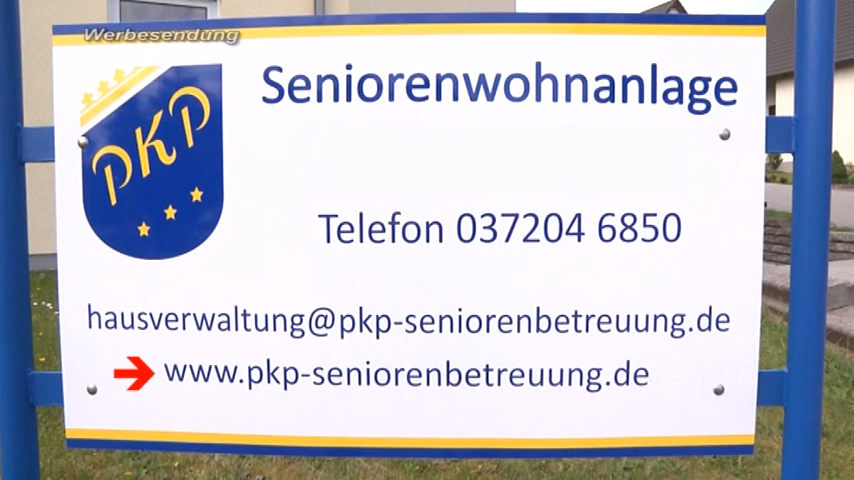 Werbesendung
Seniorenwohnanlage
PKP
Telefon 037204 6850
hausverwaltung@pkp-seniorenbetreuung.de
www.pkp-seniorenbetreuung.de